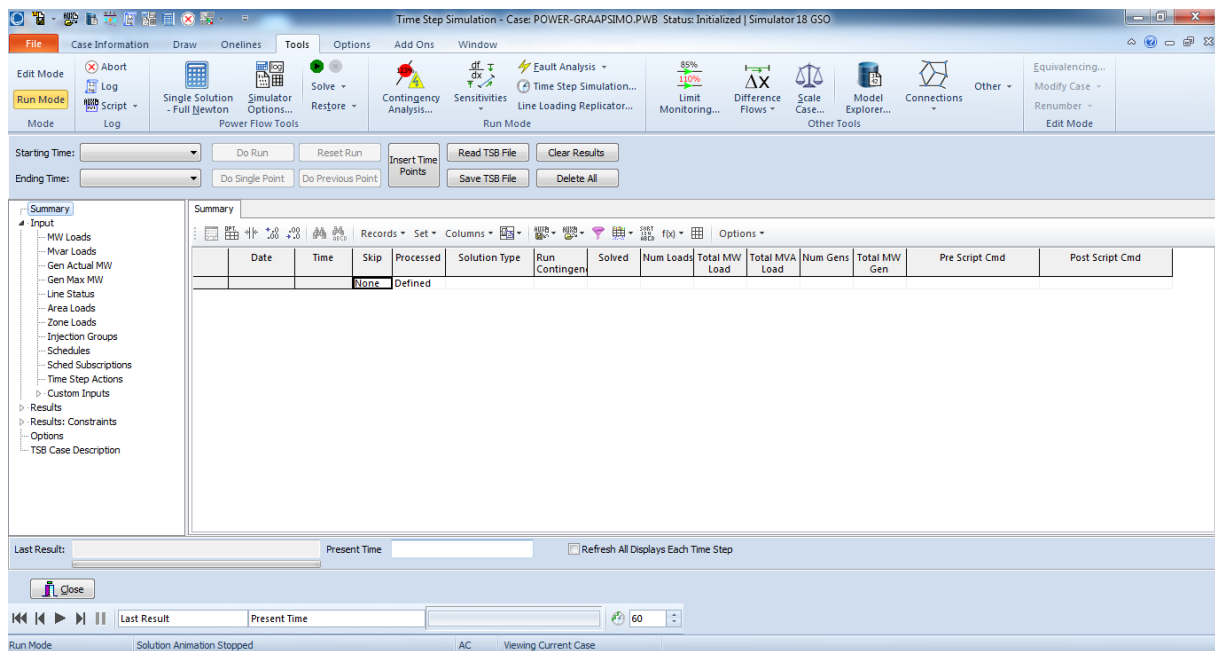 Time Step Simulation - Case: POWER-GRAAPSIMO.PWB Status: Initialized | Simulator 18 GSO
File Case Information Draw Onelines Tools Options Add Ons Window
Edit Mode
Run Mode
Mode
Abort
Log
Script
Log
Single Solution
- Full Newton
Simulator
Options...
Solve
Restore
Power Flow Tools
Contingency
Analysis...
Sensitivities
Fault Analysis
Time Step Simulation...
Line Loading Replicator...
Run Mode
85%
110%
Limit
Monitoring...
ΔX
Difference
Flows
Scale
Case...
Model
Explorer...
Connections
Other
Other Tools
Equivalencing...
Modify Case
Renumber
Edit Mode
Starting Time:
Do Run
Reset Run
Insert Time
Points
Read TSB File
Clear Results
Ending Time:
Do Single Point
Do Previous Point
Save TSB File
Delete All
Summary
Input
MW Loads
Mvar Loads
Gen Actual MW
Gen Max MW
Line Status
Area Loads
Zone Loads
Injection Groups
Schedules
Sched Subscriptions
Time Step Actions
Custom Inputs
Results
Results: Constraints
Options
TSB Case Description
Summary
Records Set Columns f(x) Options
Date Time Skip Processed Solution Type Run Contingen Solved Num Loads Total MW Load Total MVA Load Num Gens Total MW Gen Pre Script Cmd Post Script Cmd
None Defined
Last Result:
Present Time
Refresh All Displays Each Time Step
Close
Last Result
Present Time
60
Run Mode
Solution Animation Stopped
AC
Viewing Current Case